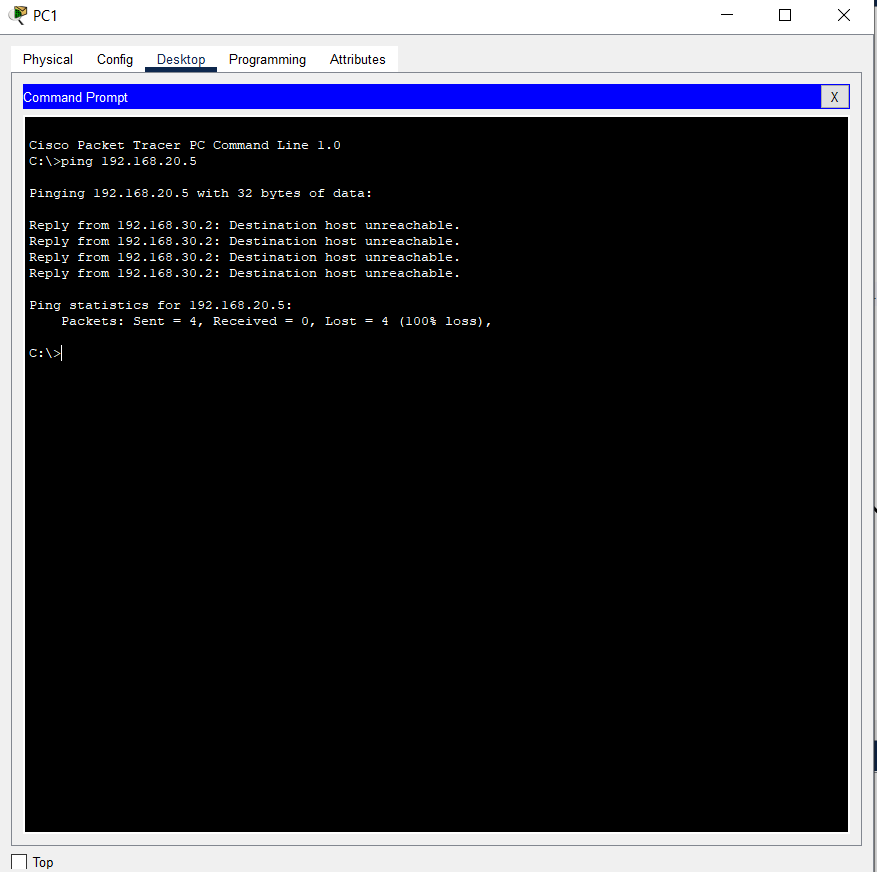 PC1
Physical Config Desktop Programming Attributes
Command Prompt X
Cisco Packet Tracer PC Command Line 1.0
C:\>ping 192.168.20.5
Pinging 192.168.20.5 with 32 bytes of data:
Reply from 192.168.30.2: Destination host unreachable.
Reply from 192.168.30.2: Destination host unreachable.
Reply from 192.168.30.2: Destination host unreachable.
Reply from 192.168.30.2: Destination host unreachable.
Ping statistics for 192.168.20.5:
    Packets: Sent = 4, Received = 0, Lost = 4 (100% loss),
C:\>
Top